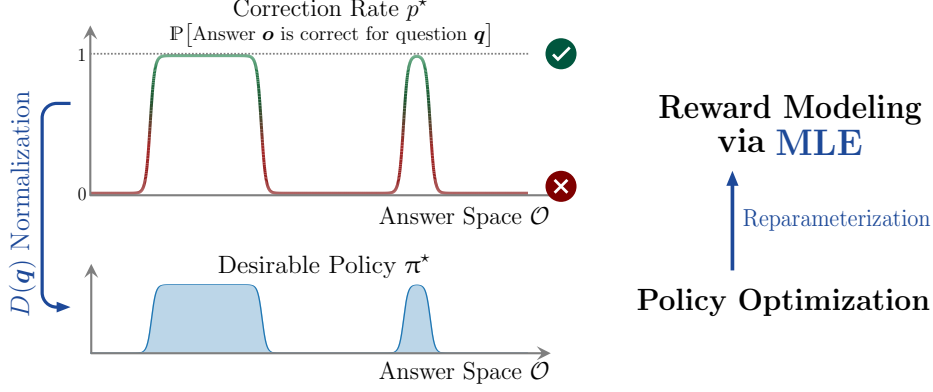 Correction Rate p⋆
ℙ[Answer o is correct for question q]
1
0
Answer Space 𝒪
D(q) Normalization
Desirable Policy π⋆
Answer Space 𝒪
Reward Modeling
via MLE
Reparameterization
Policy Optimization